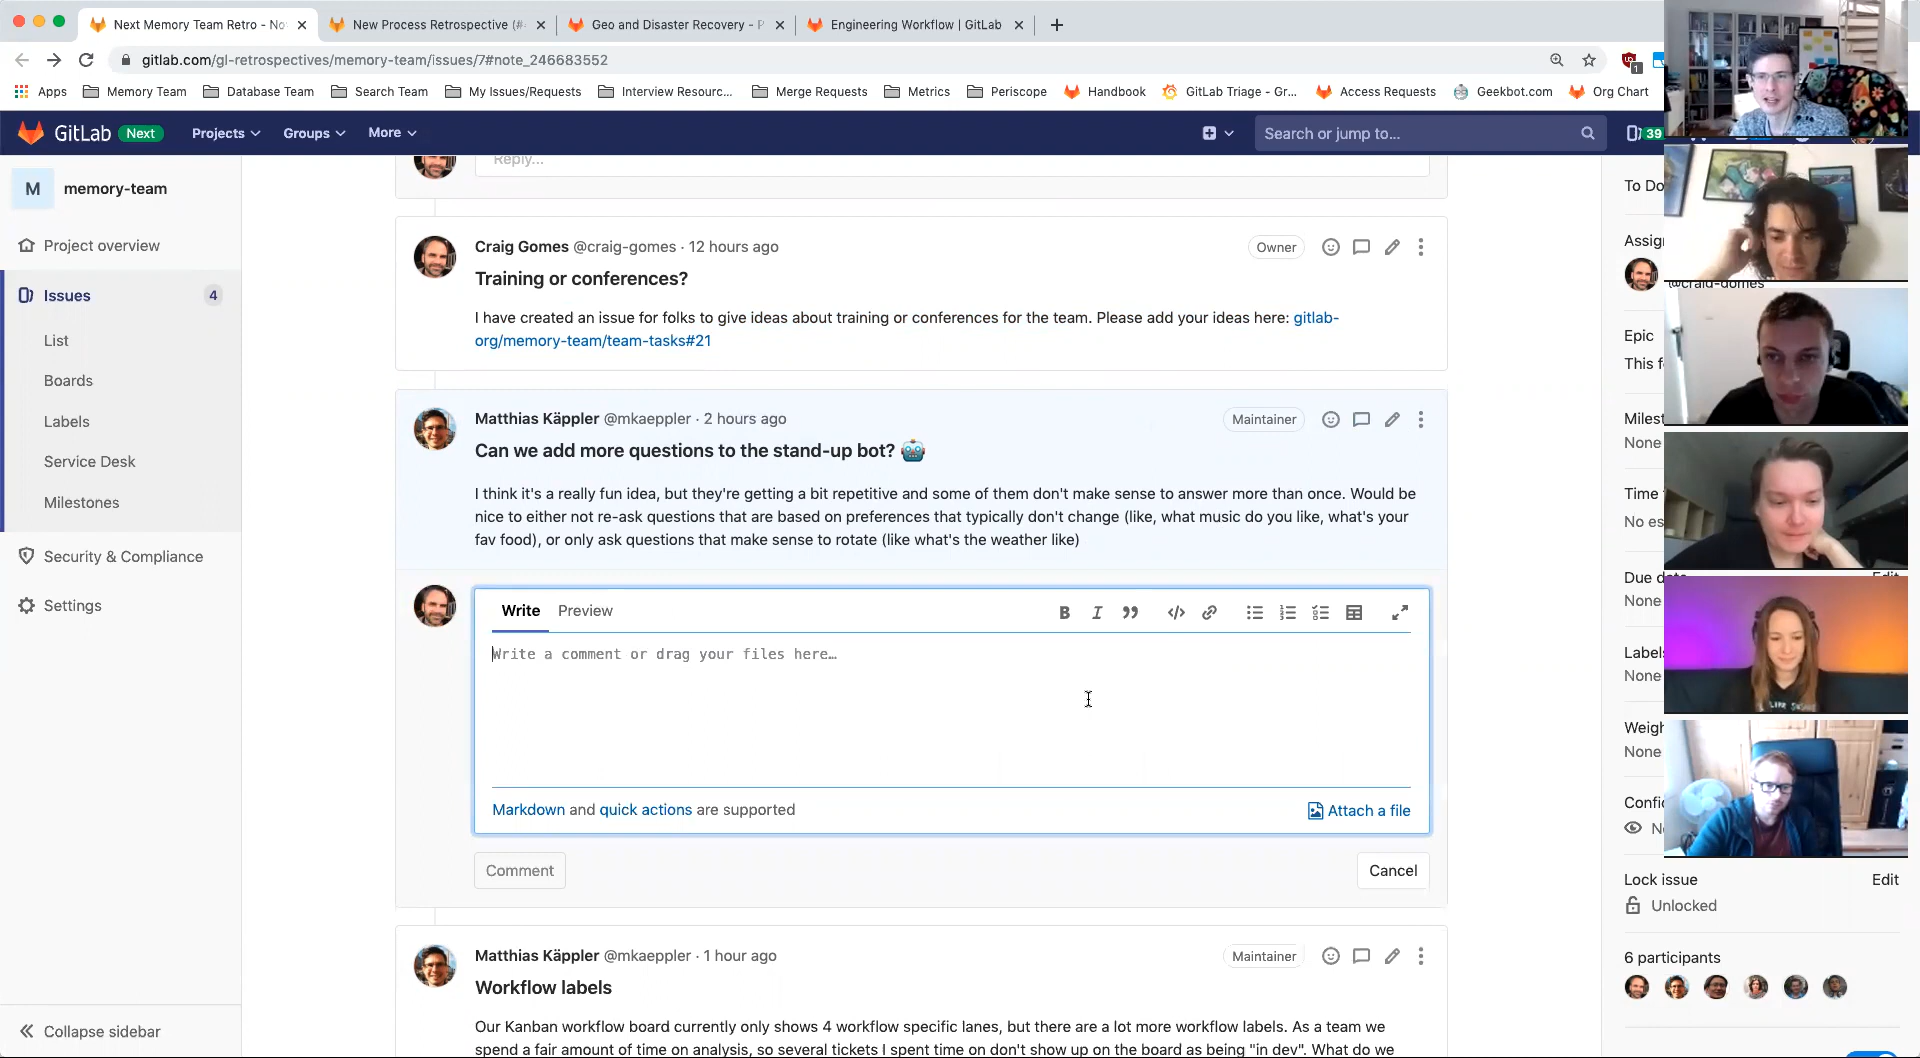 Next Memory Team Retro - No
New Process Retrospective (#
Geo and Disaster Recovery - P
Engineering Workflow | GitLab
gitlab.com/gl-retrospectives/memory-team/issues/7#note_246683552
Apps
Memory Team
Database Team
Search Team
My Issues/Requests
Interview Resourc...
Merge Requests
Metrics
Periscope
Handbook
GitLab Triage - Gr...
Access Requests
Geekbot.com
Org Chart
GitLab
Next
Projects
Groups
More
Search or jump to...
39
M
memory-team
Project overview
Issues
4
List
Boards
Labels
Service Desk
Milestones
Security & Compliance
Settings
Collapse sidebar
Reply...
Craig Gomes @craig-gomes · 12 hours ago
Owner
Training or conferences?
I have created an issue for folks to give ideas about training or conferences for the team. Please add your ideas here: gitlab-
org/memory-team/team-tasks#21
Matthias Käppler @mkaeppler · 2 hours ago
Maintainer
Can we add more questions to the stand-up bot? 🤖
I think it's a really fun idea, but they're getting a bit repetitive and some of them don't make sense to answer more than once. Would be
nice to either not re-ask questions that are based on preferences that typically don't change (like, what music do you like, what's your
fav food), or only ask questions that make sense to rotate (like what's the weather like)
Write
Preview
Write a comment or drag your files here…
Markdown and quick actions are supported
Attach a file
Comment
Cancel
Matthias Käppler @mkaeppler · 1 hour ago
Maintainer
Workflow labels
Our Kanban workflow board currently only shows 4 workflow specific lanes, but there are a lot more workflow labels. As a team we
spend a fair amount of time on analysis, so several tickets I spent time on don't show up on the board as being "in dev". What do we
To Do
Assig
@craig-gomes
Epic
This f
Milest
None
Time
No es
Due da
Edit
None
Labels
None
Weigh
None
Confid
Lock issue
Edit
Unlocked
6 participants